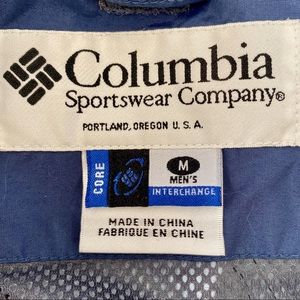 Columbia
Sportswear Company®
PORTLAND, OREGON U. S. A.
CORE
M
MEN'S
INTERCHANGE
MADE IN CHINA
FABRIQUE EN CHINE